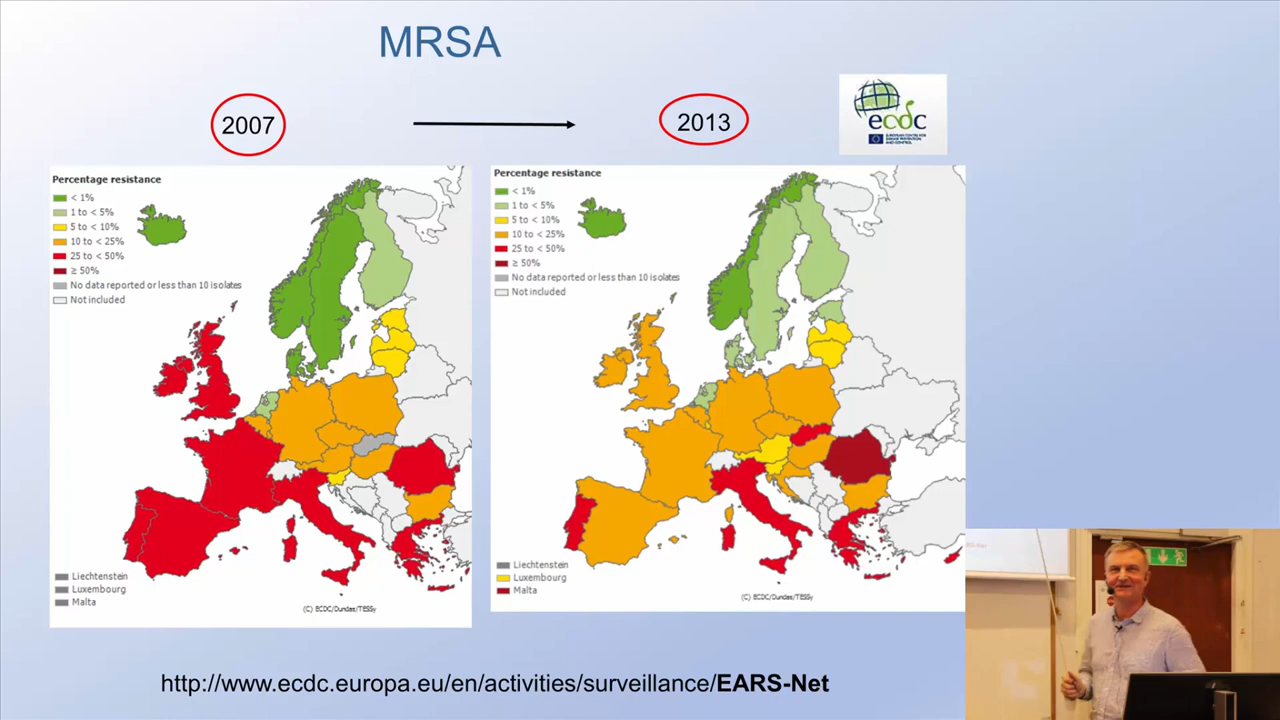 MRSA
2007
2013
ecdc
EUROPEAN CENTRE FOR
DISEASE PREVENTION
AND CONTROL
Percentage resistance
< 1%
1 to < 5%
5 to < 10%
10 to < 25%
25 to < 50%
≥ 50%
No data reported or less than 10 isolates
Not included
Liechtenstein
Luxembourg
Malta
(C) ECDC/Dundas/TESSy
Percentage resistance
< 1%
1 to < 5%
5 to < 10%
10 to < 25%
25 to < 50%
≥ 50%
No data reported or less than 10 isolates
Not included
Liechtenstein
Luxembourg
Malta
(C) ECDC/Dundas/TESSy
http://www.ecdc.europa.eu/en/activities/surveillance/EARS-Net